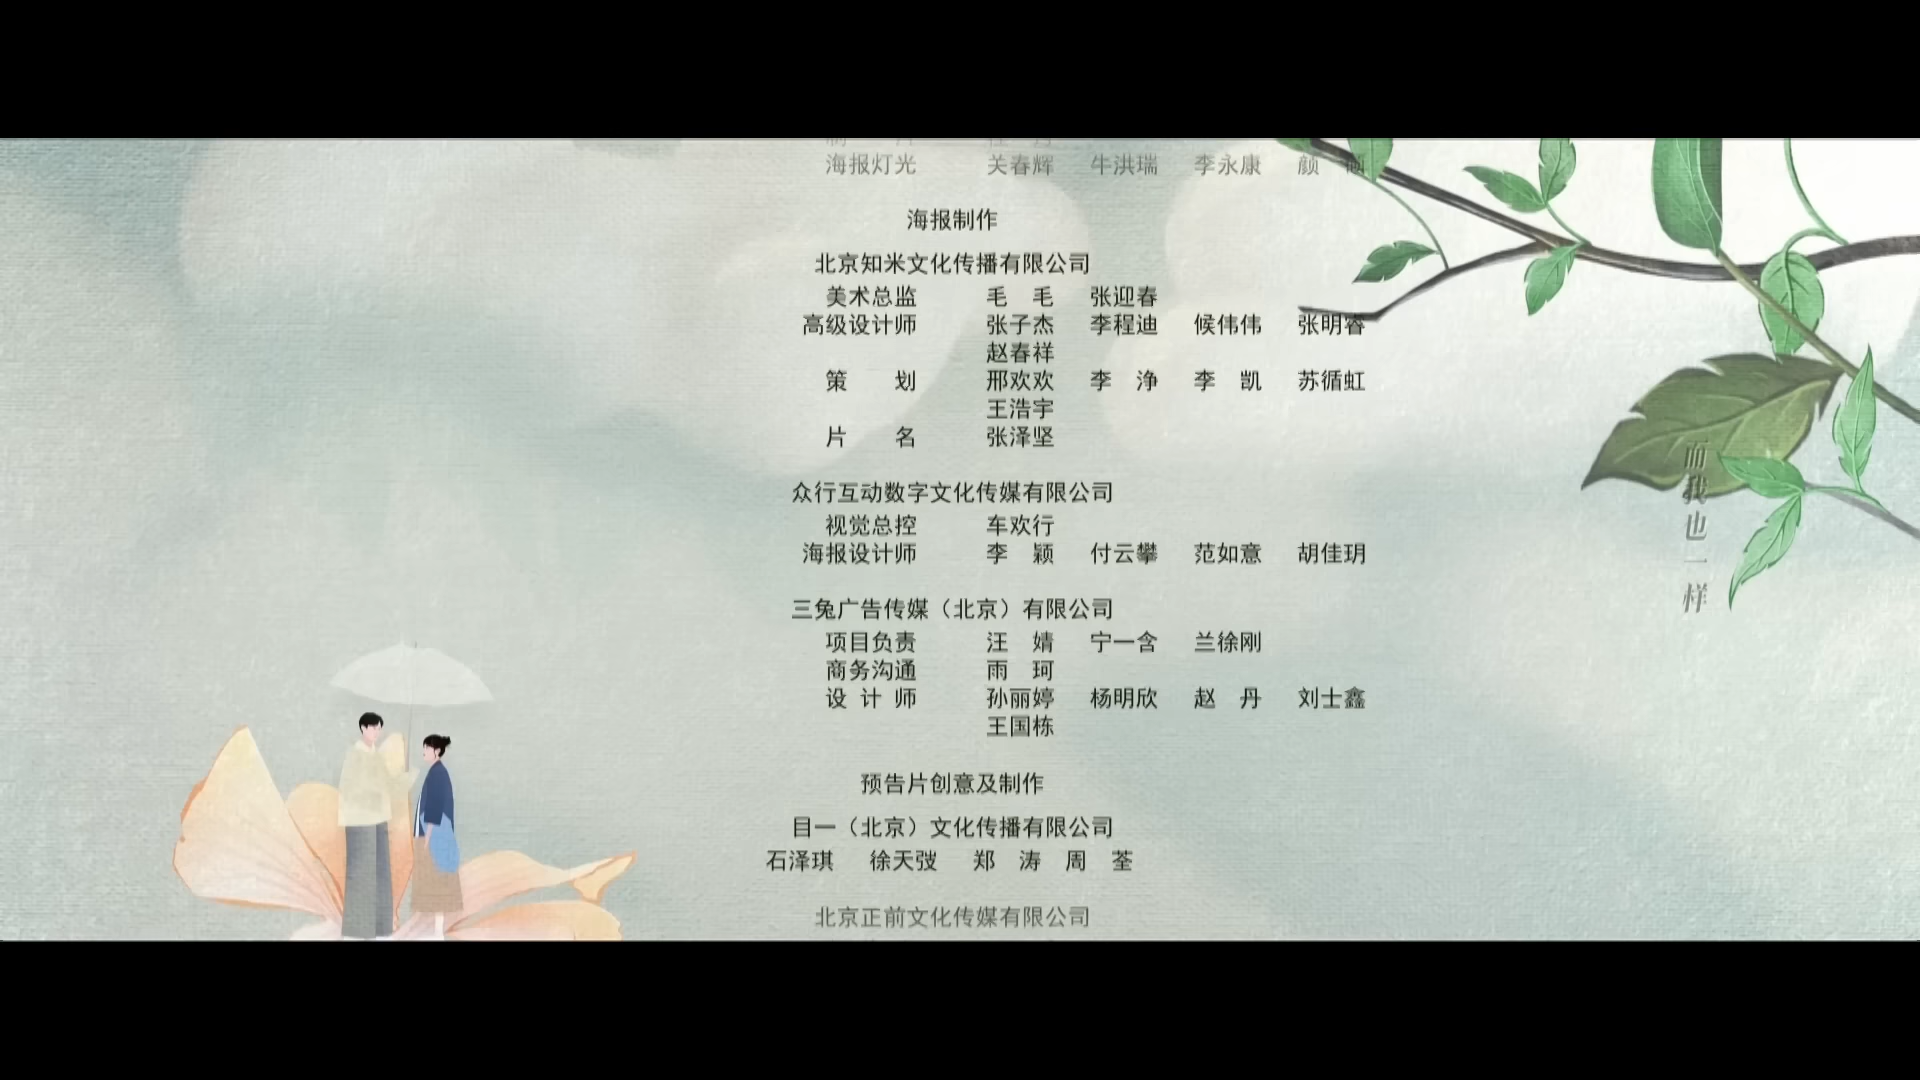 海报灯光 关春辉 牛洪瑞 李永康 颜
海报制作
北京知米文化传播有限公司
美术总监 毛 毛 张迎春
高级设计师 张子杰 李程迪 候伟伟 张明睿
赵春祥
策 划 邢欢欢 李 净 李 凯 苏循虹
王浩宇
片 名 张泽坚
众行互动数字文化传媒有限公司
视觉总控 车欢行
海报设计师 李 颖 付云攀 范如意 胡佳玥
三兔广告传媒（北京）有限公司
项目负责 汪 婧 宁一含 兰徐刚
商务沟通 雨 珂
设 计 师 孙丽婷 杨明欣 赵 丹 刘士鑫
王国栋
预告片创意及制作
目一（北京）文化传播有限公司
石泽琪 徐天弢 郑 涛 周 荃
北京正前文化传媒有限公司
而我也一样